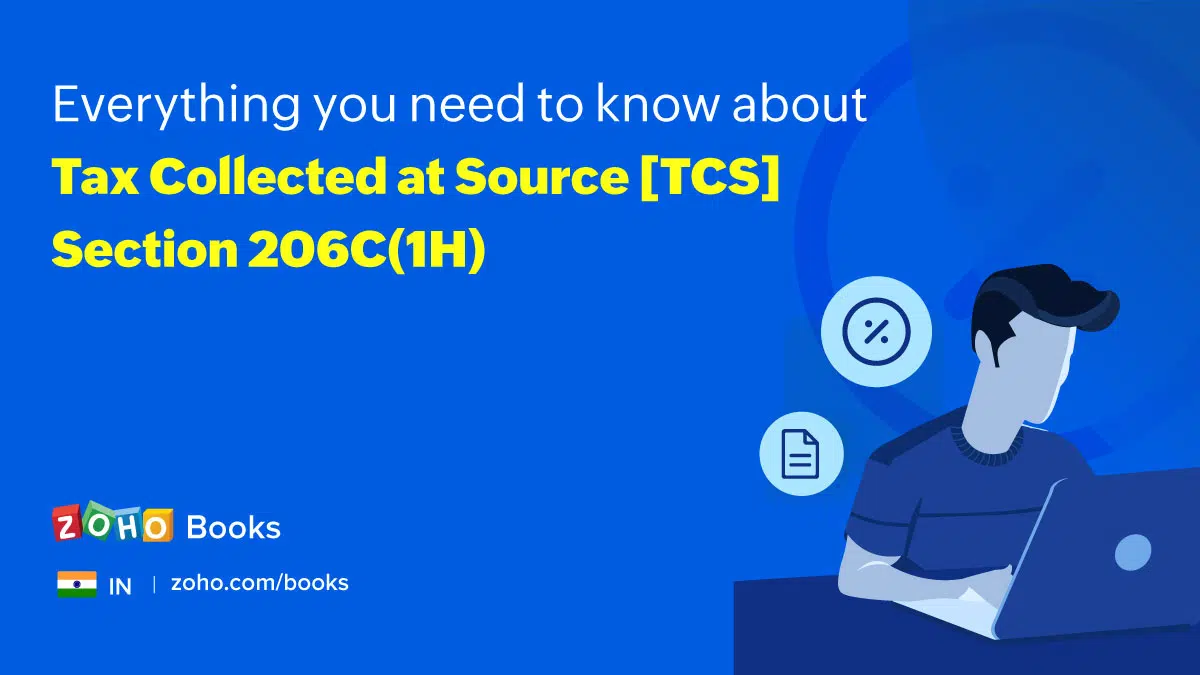 Everything you need to know about
Tax Collected at Source [TCS]
Section 206C(1H)
ZOHO Books
IN | zoho.com/books